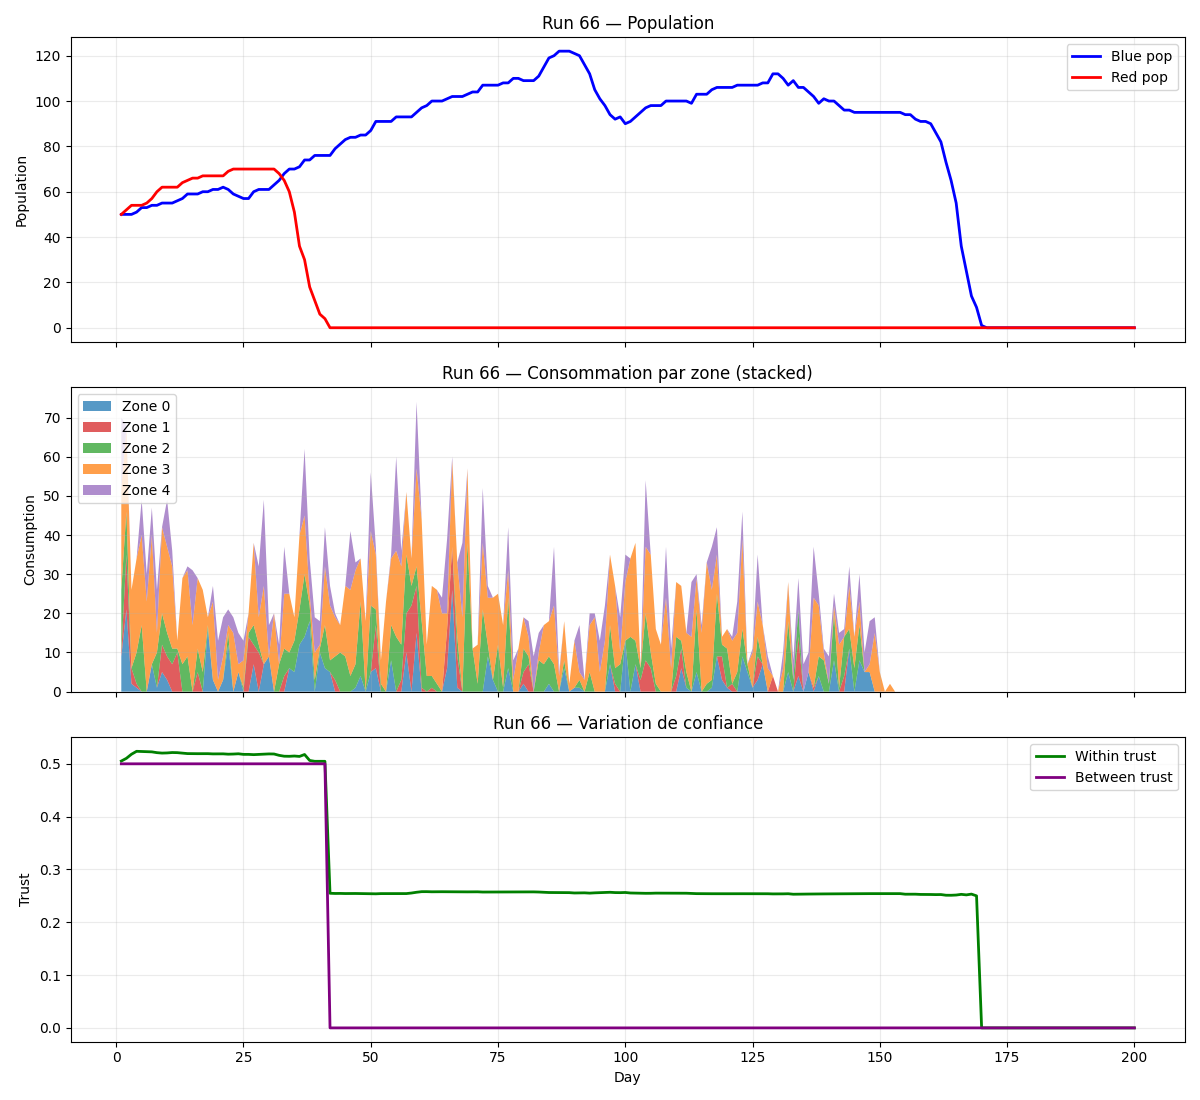 Run 66 — Population
120
100
80
60
40
20
0
Population
Blue pop
Red pop
Run 66 — Consommation par zone (stacked)
70
60
50
40
30
20
10
0
Consumption
Zone 0
Zone 1
Zone 2
Zone 3
Zone 4
Run 66 — Variation de confiance
0.5
0.4
0.3
0.2
0.1
0.0
Trust
Within trust
Between trust
0 25 50 75 100 125 150 175 200
Day